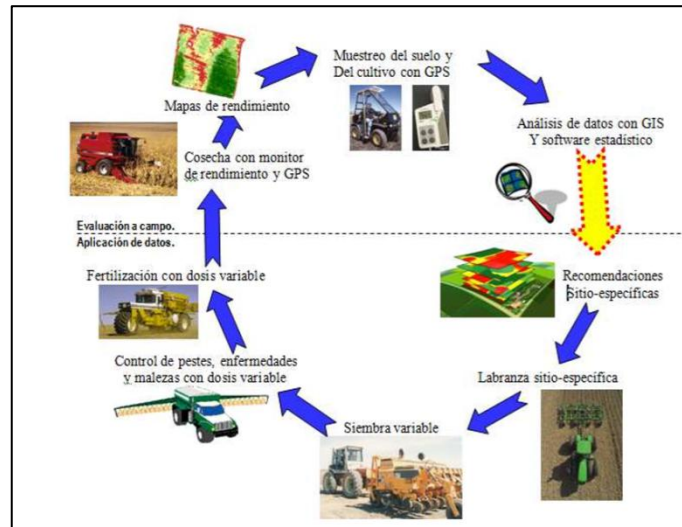 Muestreo del suelo y
Del cultivo con GPS
Análisis de datos con GIS
Y software estadístico
Recomendaciones
Sitio-especificas
Labranza sitio-especifica
Siembra variable
Control de pestes, enfermedades
y malezas con dosis variable
Fertilización con dosis variable
Aplicación de datos.
Evaluación a campo.
Cosecha con monitor
de rendimiento y GPS
Mapas de rendimiento